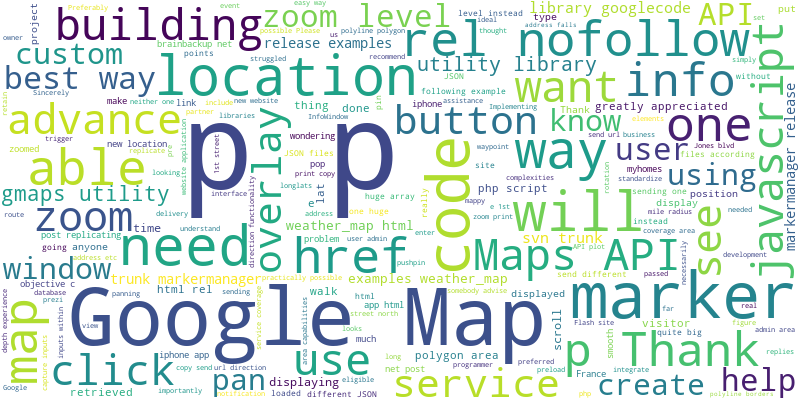 building
zoom level
rel nofollow
library googlecode
API
custom
release examples
utility library
best way
brainbackup net
location
want
info
javascript
advance
link
thing
done
button
know
one
greatly appreciated
able
p p
overlay
code
way
user
using
gmaps utility
new location
lat
php script
zoom
time
need
will
see
markermanager release
post replicating
href
weather_map html
Maps API
svn trunk
display
position
window
trunk markermanager
examples weather_map
send different
visitor
objective c
html rel
walk
displayed
quite big
map
Google Map
marker
click
use
scroll
p Thank
pan
service
create
help
iphone app
polygon area
displaying
retrieved
different JSON
net post
France
event
easy way
Preferably
possible Please
polyline polygon
level instead
ideal
type
set
address falls
put
project
owner
points
struggled
thought
recommend
JSON
following example
iphone
assistance
Implementing
without
simply
Sincerely
make
neither one
new website
libraries
InfoWindow
wondering
pop
JSON files
print copy
huge array
really
waypoint
complexities
standardize
site
Thank
include
partner
replicate
looking
pre
trigger
zoomed
retain
1st street
interface
website application
direction functionality
longlats
address
one huge
mappy
zoom print
e 1st
rotation
send url
business
sending one
elements
myhomes
files according
Jones blvd
mile radius
instead
needed
coverage area
necessarily
development
route
delivery
understand
going
anyone
problem
user admin
enter
pushpin
API plot
passed
address etc
practically possible
somebody advise
far
real
database
prezi
panning
sending
html
street north
app html
looks
much
area capabilities
service coverage
depth experience
inputs within
capture inputs
view
Flash site
figure
smooth
admin area
replies
preferred
programmer
preload
long
integrate
eligible
php
polyline borders
importantly
copy send
url direction
notification
loaded
Google